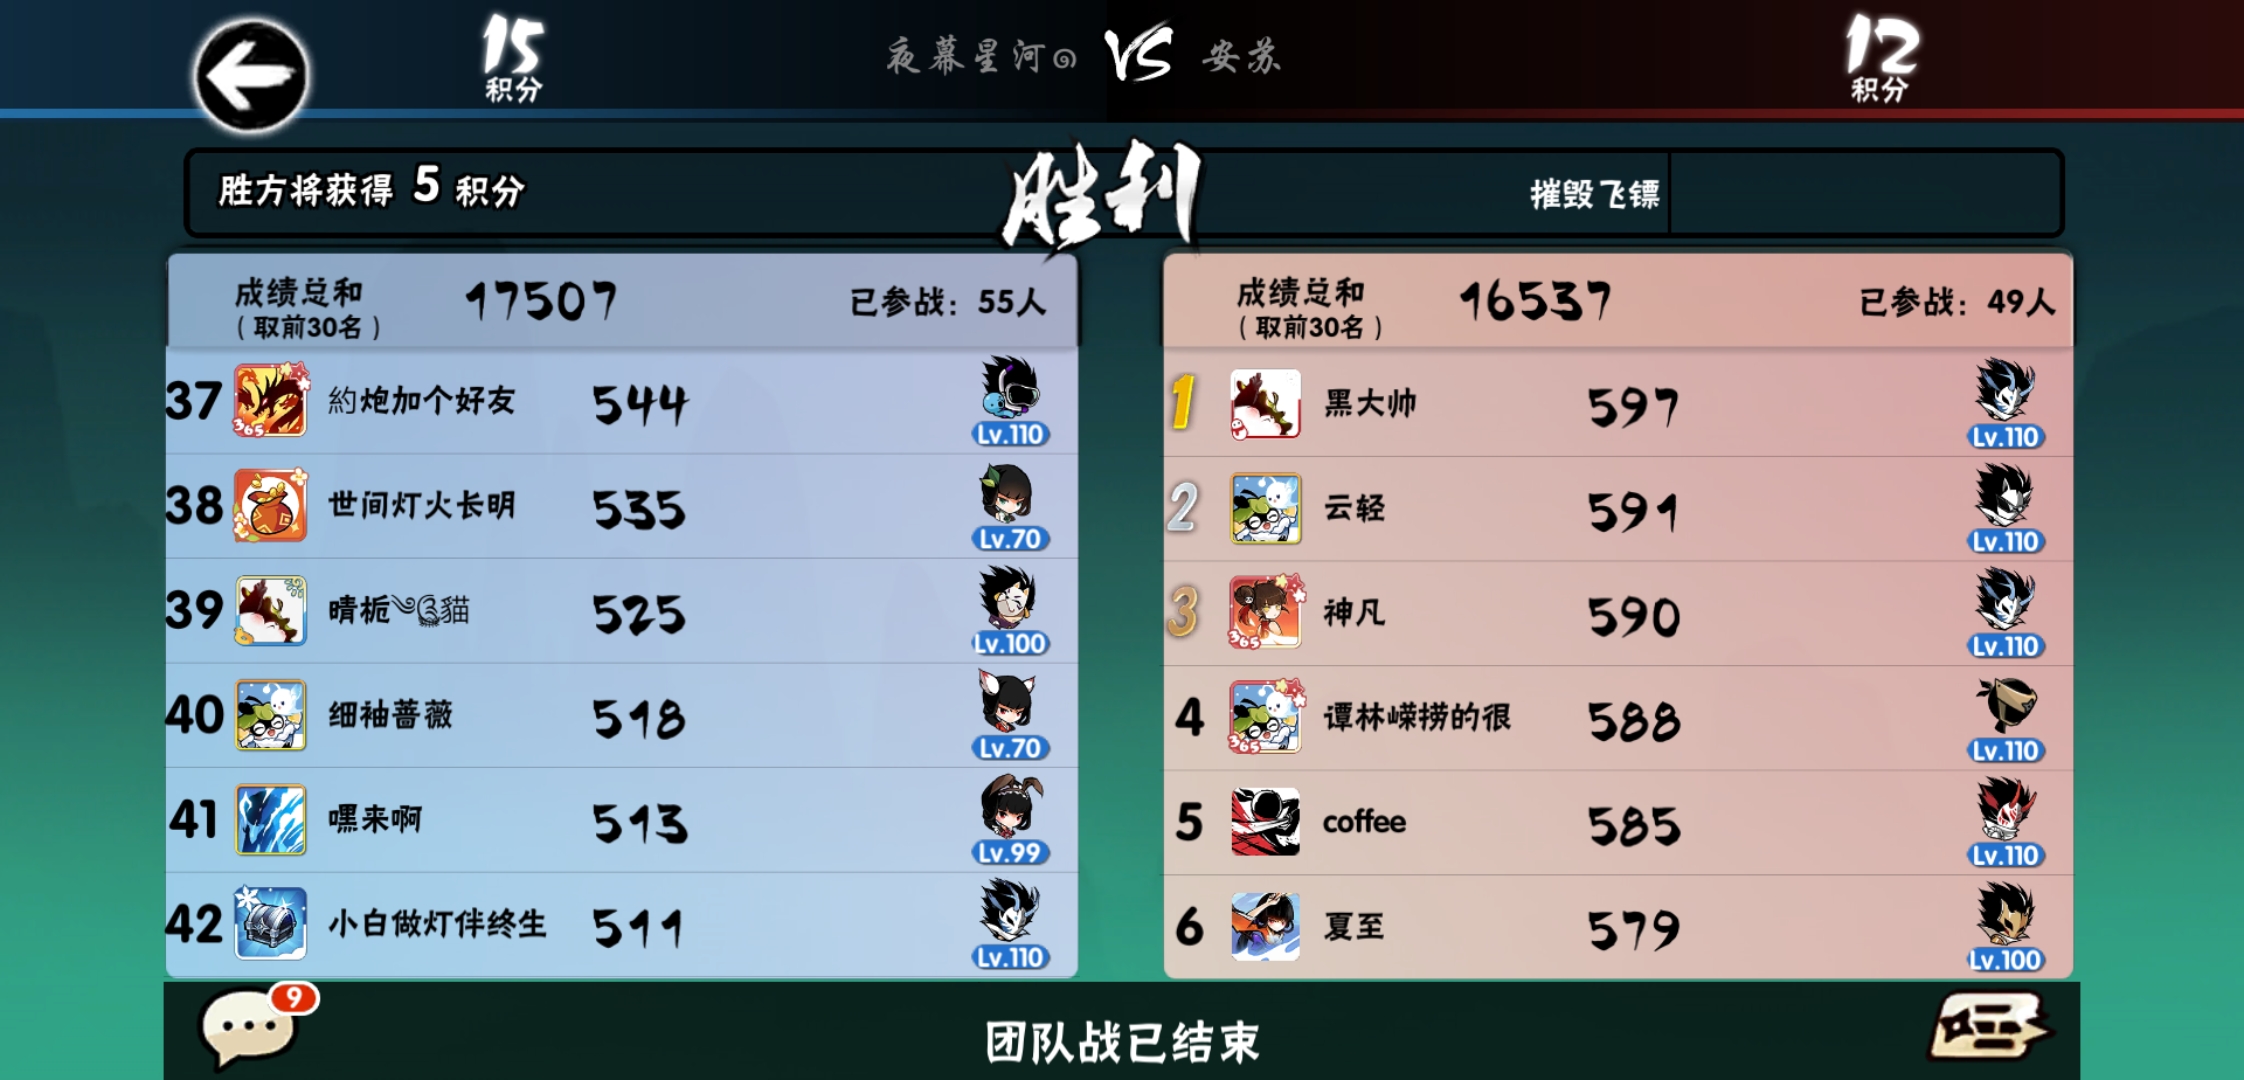 15
积分
夜幕星河 VS 安苏
12
积分
胜方将获得 5 积分
胜利
摧毁飞镖
成绩总和
(取前30名)
17507
已参战: 55人
37 約炮加个好友 544 Lv.110
365
38 世间灯火长明 535 Lv.70
39 晴栀༄ 貓 525 Lv.100
40 细袖蔷薇 518 Lv.70
41 嘿来啊 513 Lv.99
42 小白做灯伴终生 511 Lv.110
成绩总和
(取前30名)
16537
已参战: 49人
1 黑大帅 597 Lv.110
2 云轻 591 Lv.110
3 神凡 590 Lv.110
365
4 谭林嵘捞的很 588 Lv.110
365
5 coffee 585 Lv.110
6 夏至 579 Lv.100
9
团队战已结束